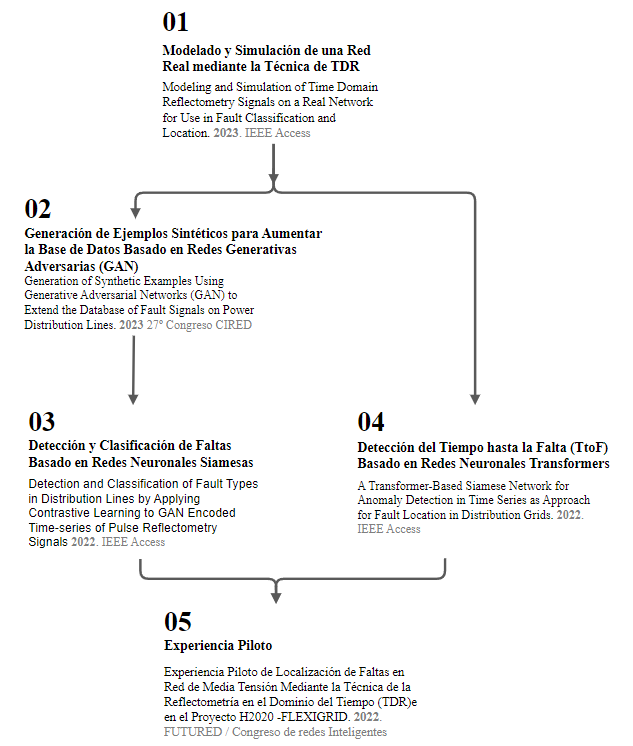 01
Modelado y Simulación de una Red
Real mediante la Técnica de TDR
Modeling and Simulation of Time Domain
Reflectometry Signals on a Real Network
for Use in Fault Classification and
Location. 2023. IEEE Access
02
Generación de Ejemplos Sintéticos para Aumentar
la Base de Datos Basado en Redes Generativas
Adversarias (GAN)
Generation of Synthetic Examples Using
Generative Adversarial Networks (GAN) to
Extend the Database of Fault Signals on Power
Distribution Lines. 2023 27º Congreso CIRED
03
Detección y Clasificación de Faltas
Basado en Redes Neuronales Siamesas
Detection and Classification of Fault Types
in Distribution Lines by Applying
Contrastive Learning to GAN Encoded
Time-series of Pulse Reflectometry
Signals 2022. IEEE Access
04
Detección del Tiempo hasta la Falta (TtoF)
Basado en Redes Neuronales Transformers
A Transformer-Based Siamese Network for
Anomaly Detection in Time Series as Approach
for Fault Location in Distribution Grids. 2022.
IEEE Access
05
Experiencia Piloto
Experiencia Piloto de Localización de Faltas en
Red de Media Tensión Mediante la Técnica de la
Reflectometría en el Dominio del Tiempo (TDR)e
en el Proyecto H2020 -FLEXIGRID. 2022.
FUTURED / Congreso de redes Inteligentes